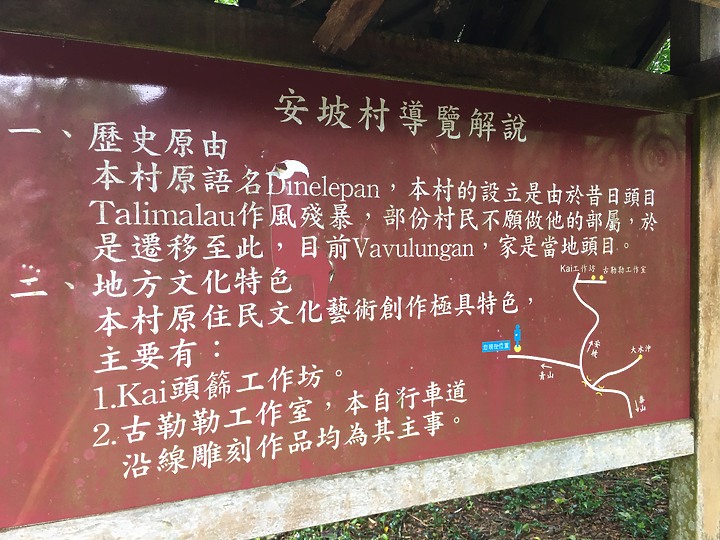 安坡村導覽解說
一、歷史原由
本村原語名Dinelepan，本村的設立是由於昔日頭目
Talimalau作風殘暴，部份村民不願做他的部屬，於
是遷移至此，目前Vavulungan，家是當地頭目。
二、地方文化特色
本村原住民文化藝術創作極具特色，
主要有：
1.Kai頭篩工作坊。
2.古勒勒工作室，本自行車道
沿線雕刻作品均為其主事。
Kai工作坊
古勒勒工作室
安坡
大水沖
您現在位置
青山